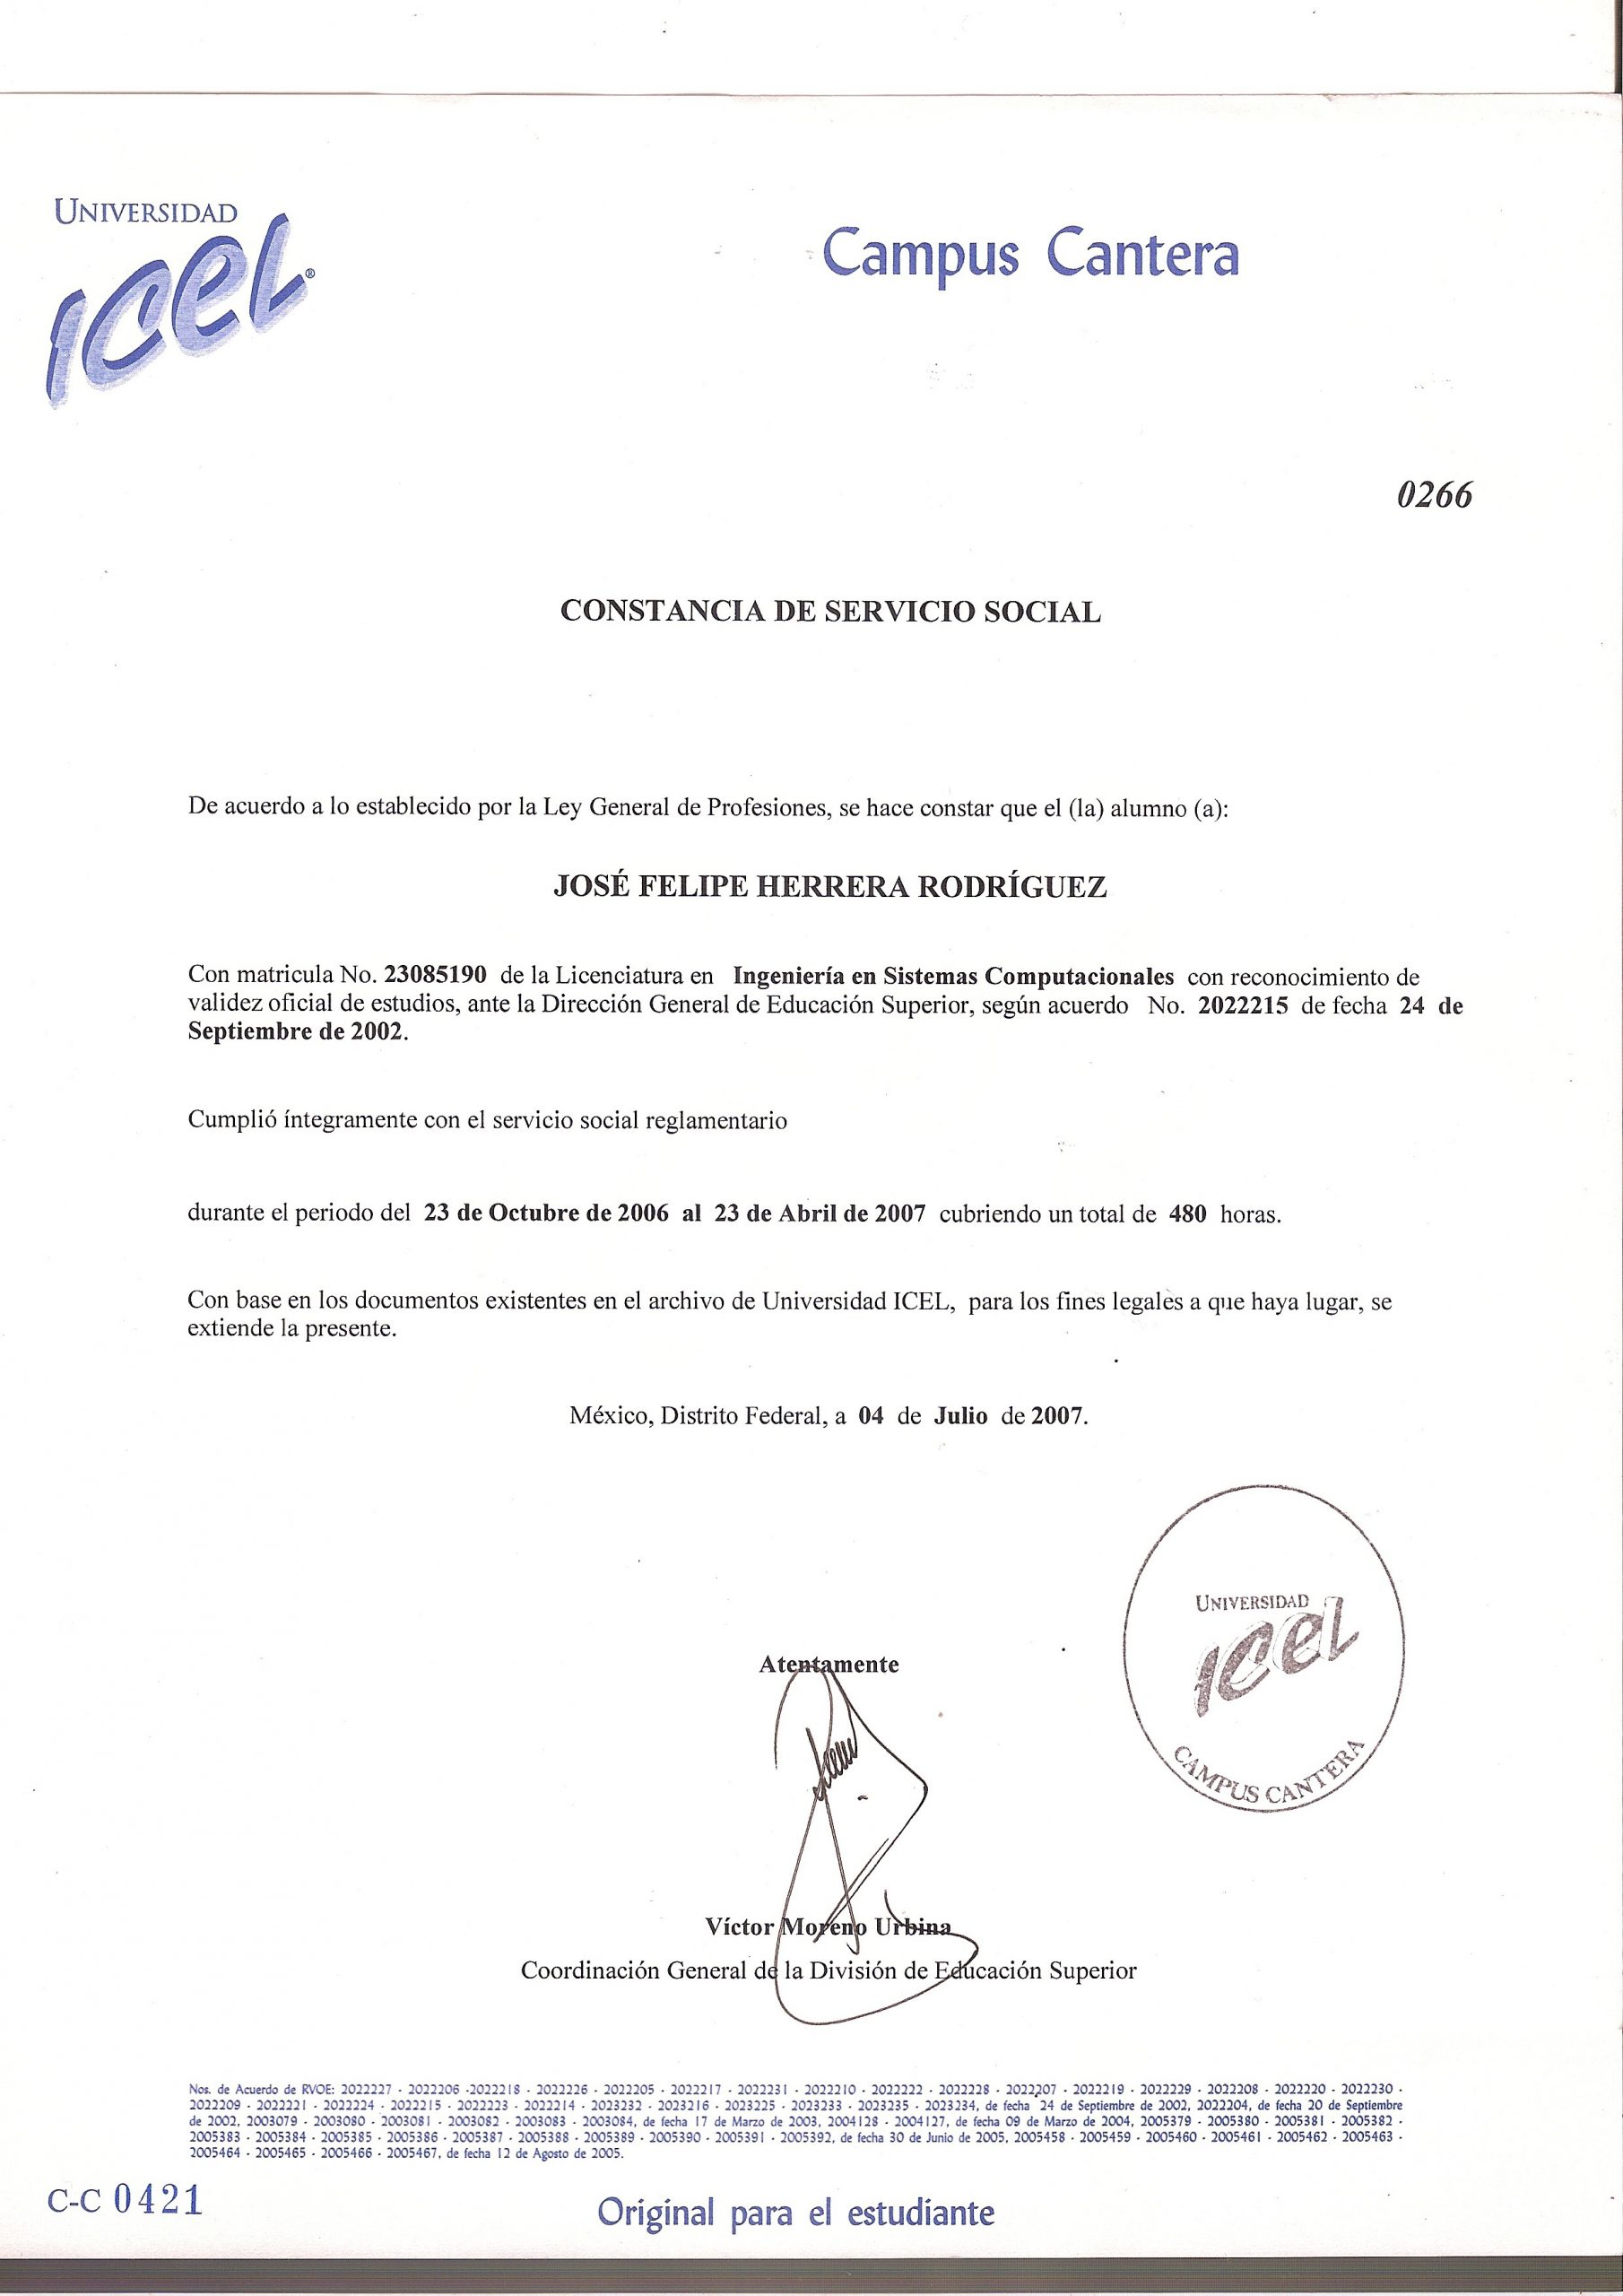 UNIVERSIDAD
ICEL®
Campus Cantera
0266
CONSTANCIA DE SERVICIO SOCIAL
De acuerdo a lo establecido por la Ley General de Profesiones, se hace constar que el (la) alumno (a):
JOSÉ FELIPE HERRERA RODRÍGUEZ
Con matricula No. 23085190 de la Licenciatura en Ingeniería en Sistemas Computacionales con reconocimiento de
validez oficial de estudios, ante la Dirección General de Educación Superior, según acuerdo No. 2022215 de fecha 24 de
Septiembre de 2002.
Cumplió íntegramente con el servicio social reglamentario
durante el periodo del 23 de Octubre de 2006 al 23 de Abril de 2007 cubriendo un total de 480 horas.
Con base en los documentos existentes en el archivo de Universidad ICEL, para los fines legales a que haya lugar, se
extiende la presente.
México, Distrito Federal, a 04 de Julio de 2007.
UNIVERSIDAD
ICEL
CAMPUS CANTERA
Atentamente
Víctor Moreno Urbina
Coordinación General de la División de Educación Superior
Nos. de Acuerdo de RVOE: 2022227 - 2022206 -2022218 - 2022226 - 2022205 - 2022217 - 2022231 - 2022210 - 2022222 - 2022228 - 2022207 - 2022219 - 2022229 - 2022208 - 2022220 - 2022230 -
2022209 - 2022221 - 2022224 - 2022215 - 2022223 - 2022214 - 2023232 - 2023216 - 2023225 - 2023233 - 2023235 - 2023234, de fecha 24 de Septiembre de 2002, 2022204, de fecha 20 de Septiembre
de 2002, 2003079 - 2003080 - 2003081 - 2003082 - 2003083 - 2003084, de fecha 17 de Marzo de 2003, 2004128 - 2004127, de fecha 09 de Marzo de 2004, 2005379 - 2005380 - 2005381 - 2005382 -
2005383 - 2005384 - 2005385 - 2005386 - 2005387 - 2005388 - 2005389 - 2005390 - 2005391 - 2005392, de fecha 30 de Junio de 2005, 2005458 - 2005459 - 2005460 - 2005461 - 2005462 - 2005463 -
2005464 - 2005465 - 2005466 - 2005467, de fecha 12 de Agosto de 2005.
C-C 0421
Original para el estudiante